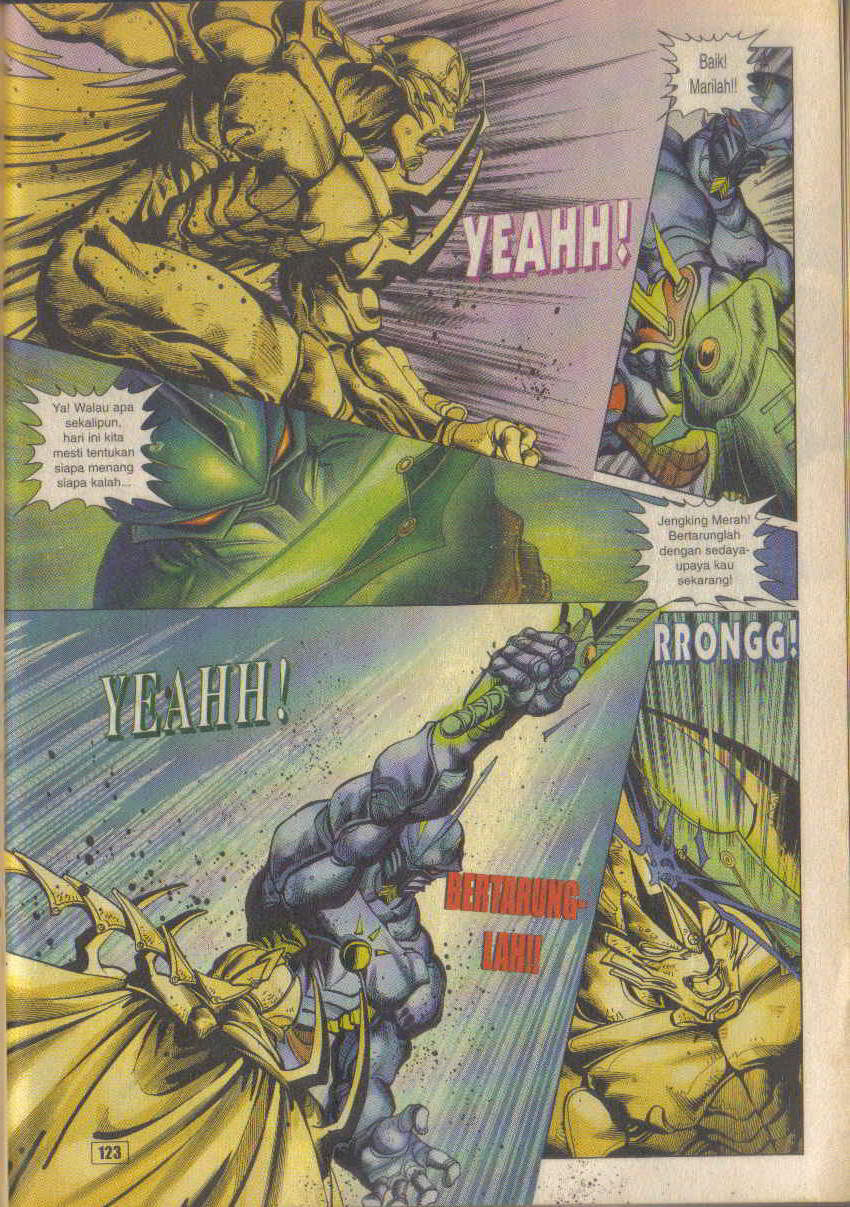 YEAHH!
Baik!
Marilah!!
Ya! Walau apa
sekalipun,
hari ini kita
mesti tentukan
siapa menang
siapa kalah...
Jengking Merah!
Bertarunglah
dengan sedaya-
upaya kau
sekarang!
YEAHH!
BERTARUNG-
LAH!!
RRONGG!
123